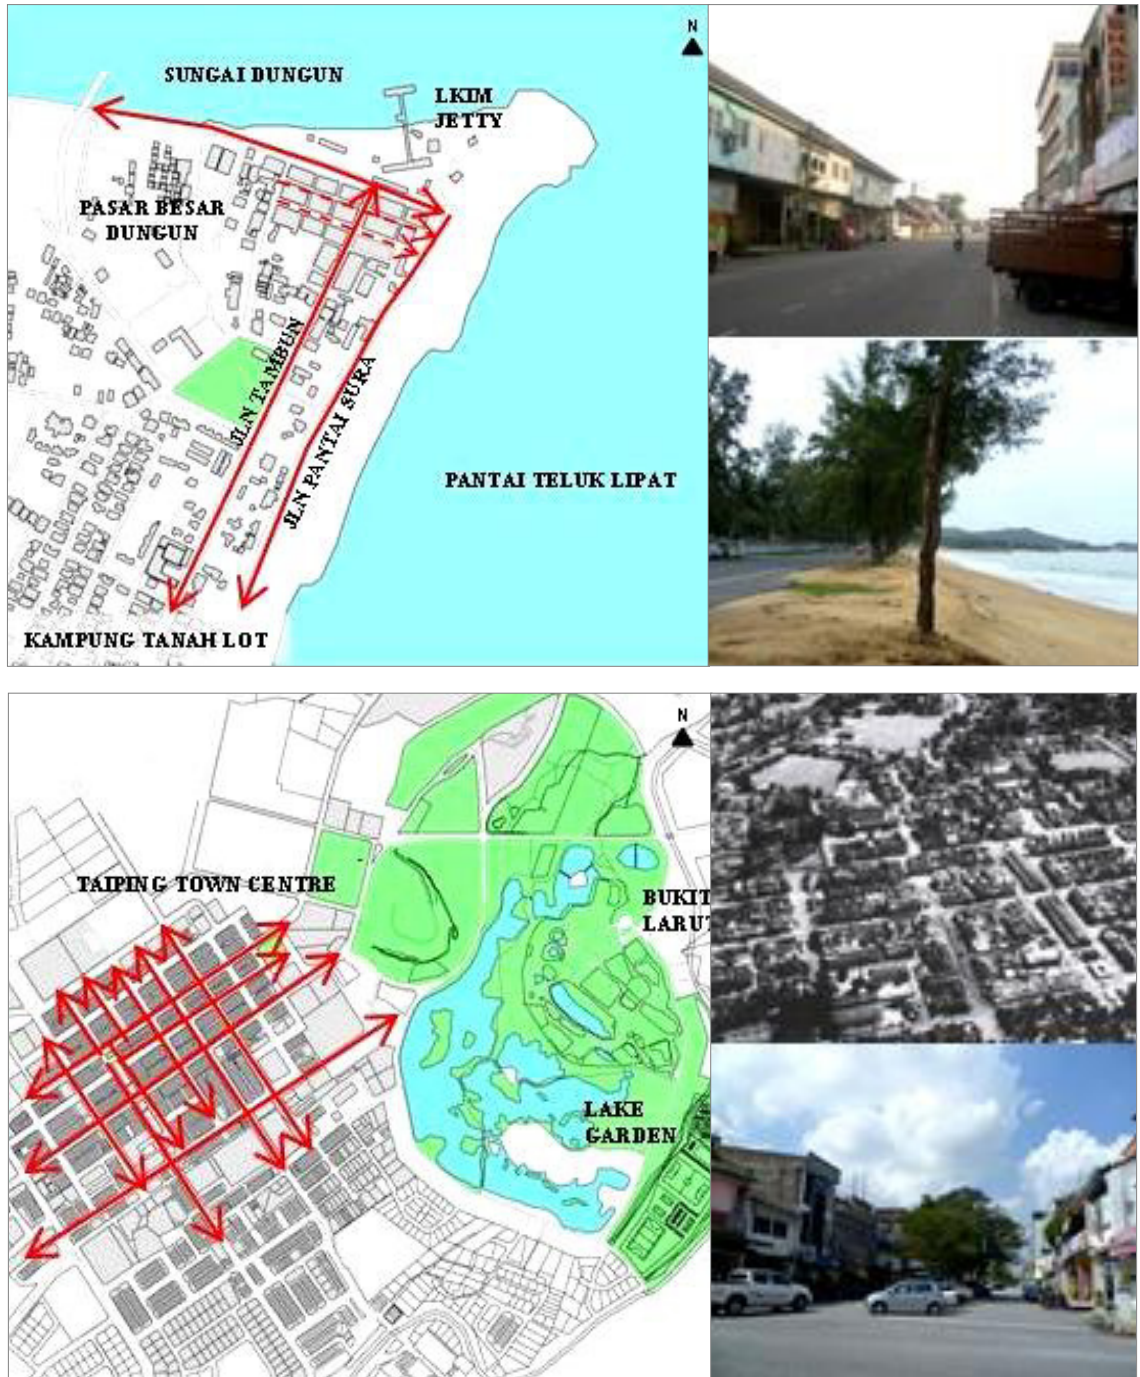 N
SUNGAI DUNGUN
LKIM
JETTY
PASAR BESAR
DUNGUN
JLN TAMBUN
JLN PANTAI SURA
PANTAI TELUK LIPAT
KAMPUNG TANAH LOT
N
TAIPING TOWN CENTRE
BUKIT
LARUT
LAKE
GARDEN